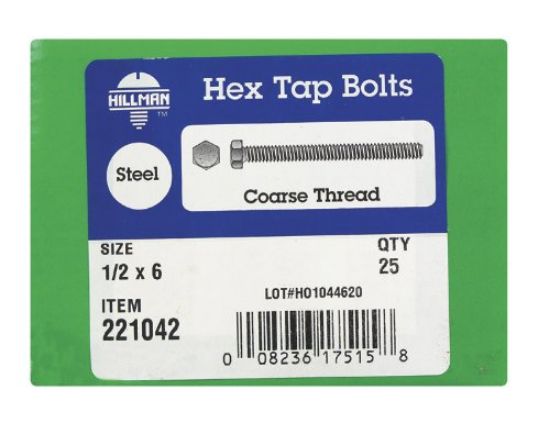 HILLMAN
TM
Hex Tap Bolts
Steel
Coarse Thread
SIZE
1/2 x 6
QTY
25
ITEM
221042
LOT#HO1044620
0 08236 17515 8